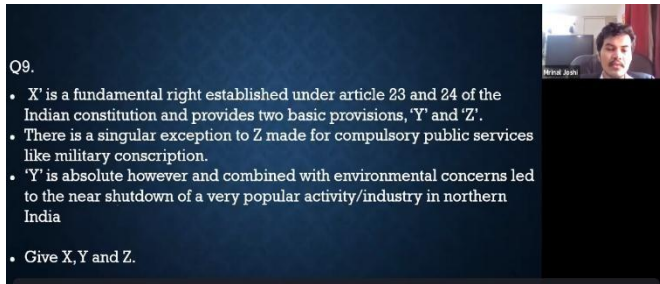 Q9.
• X' is a fundamental right established under article 23 and 24 of the
Indian constitution and provides two basic provisions, 'Y' and 'Z'.
• There is a singular exception to Z made for compulsory public services
like military conscription.
• 'Y' is absolute however and combined with environmental concerns led
to the near shutdown of a very popular activity/industry in northern
India
• Give X,Y and Z.
Mrinal Joshi